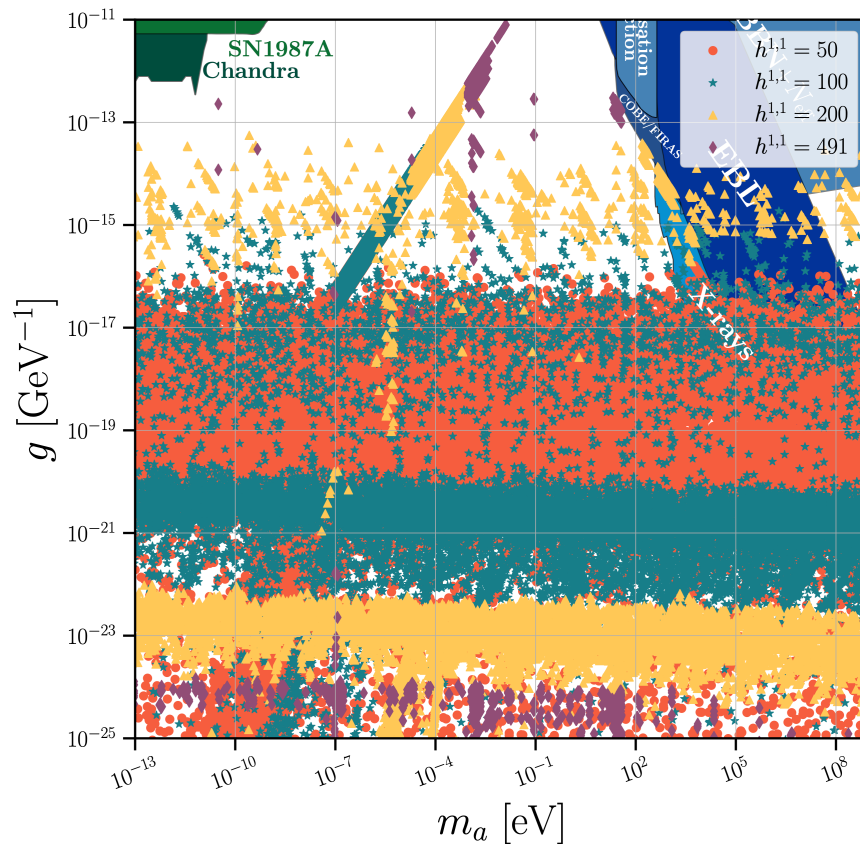 SN1987A
Chandra
COBE/FIRAS
EBL
X-rays
h^{1,1} = 50
h^{1,1} = 100
h^{1,1} = 200
h^{1,1} = 491
g [GeV^{-1}]
10^{-11}
10^{-13}
10^{-15}
10^{-17}
10^{-19}
10^{-21}
10^{-23}
10^{-25}
10^{-13}
10^{-10}
10^{-7}
10^{-4}
10^{-1}
10^{2}
10^{5}
10^{8}
m_a [eV]